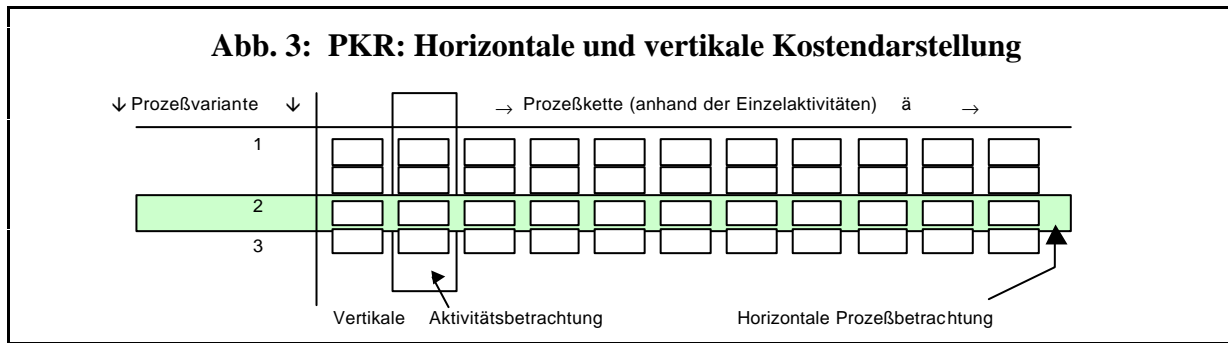 Abb. 3: PKR: Horizontale und vertikale Kostendarstellung
↓ Prozeßvariante ↓ → Prozeßkette (anhand der Einzelaktivitäten) ä →
1
2
3
Vertikale Aktivitätsbetrachtung Horizontale Prozeßbetrachtung